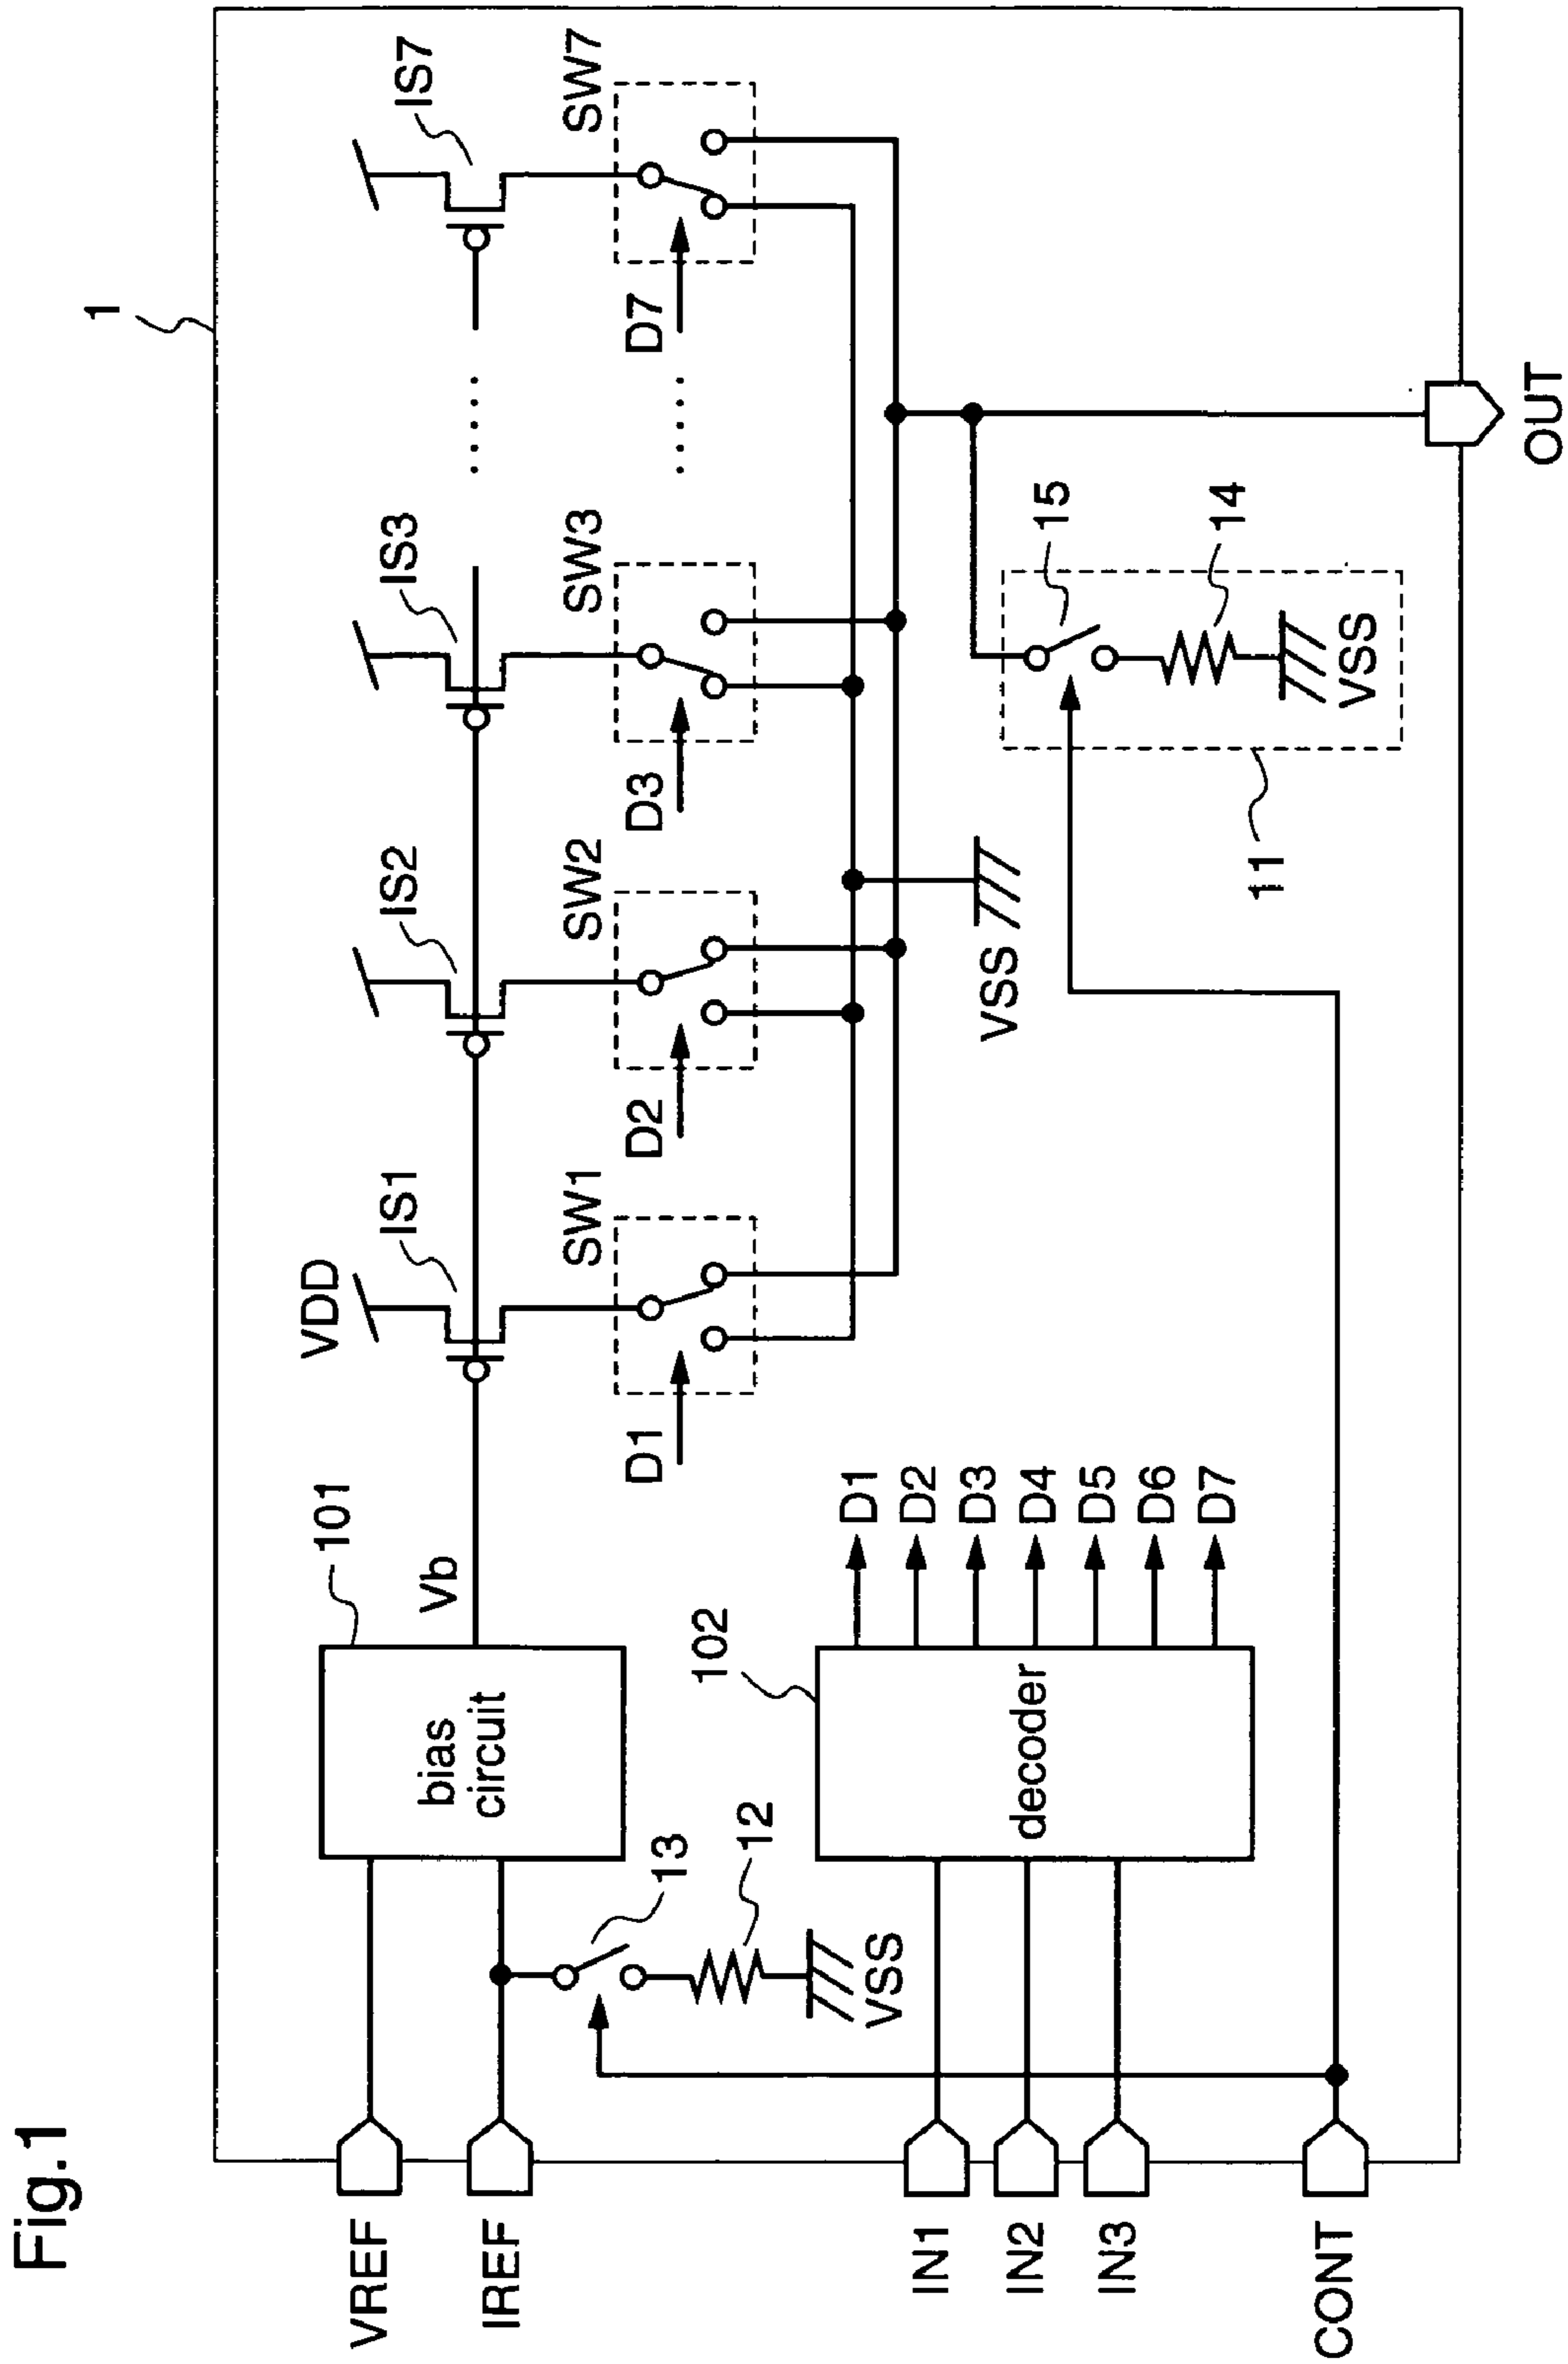 Fig.1
1
VDD
IS1
IS2
IS3
IS7
101
Vb
bias
circuit
VREF
IREF
SW1
SW2
SW3
SW7
D1
D2
D3
D7
13
12
VSS
102
decoder
D1
D2
D3
D4
D5
D6
D7
IN1
IN2
IN3
VSS
15
14
VSS
11
CONT
OUT